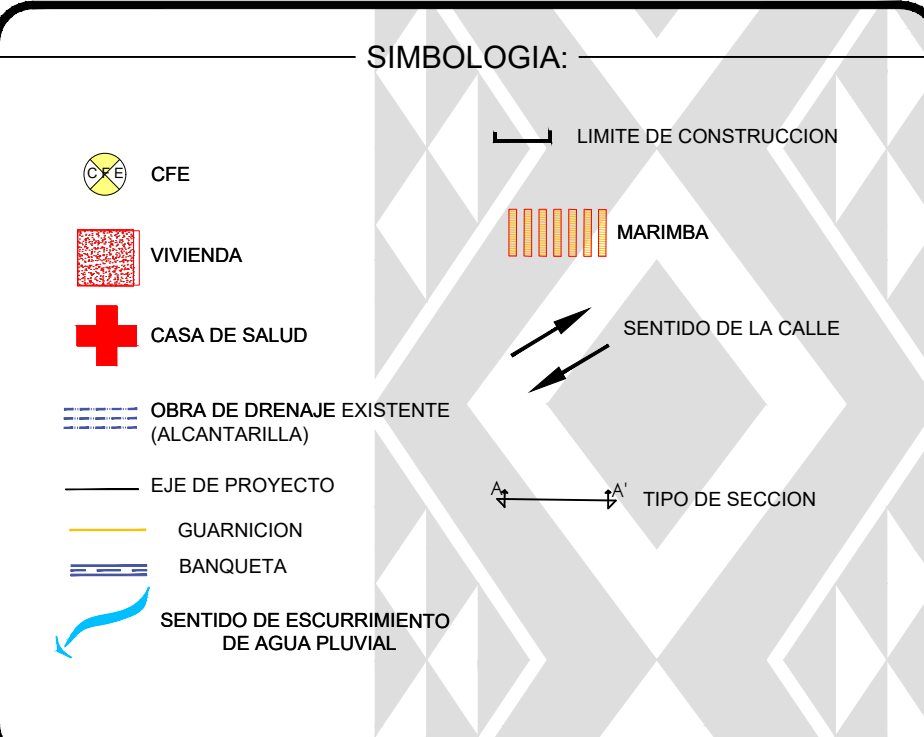 SIMBOLOGIA:
CFE
CFE
VIVIENDA
CASA DE SALUD
OBRA DE DRENAJE EXISTENTE
(ALCANTARILLA)
EJE DE PROYECTO
GUARNICION
BANQUETA
SENTIDO DE ESCURRIMIENTO
DE AGUA PLUVIAL
LIMITE DE CONSTRUCCION
MARIMBA
SENTIDO DE LA CALLE
A A' TIPO DE SECCION